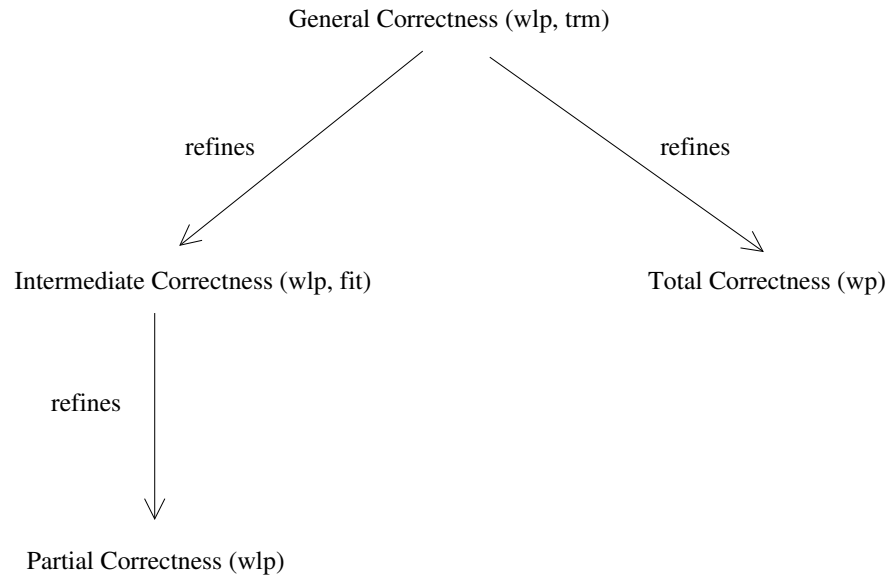 General Correctness (wlp, trm)
refines
refines
Intermediate Correctness (wlp, fit)
Total Correctness (wp)
refines
Partial Correctness (wlp)